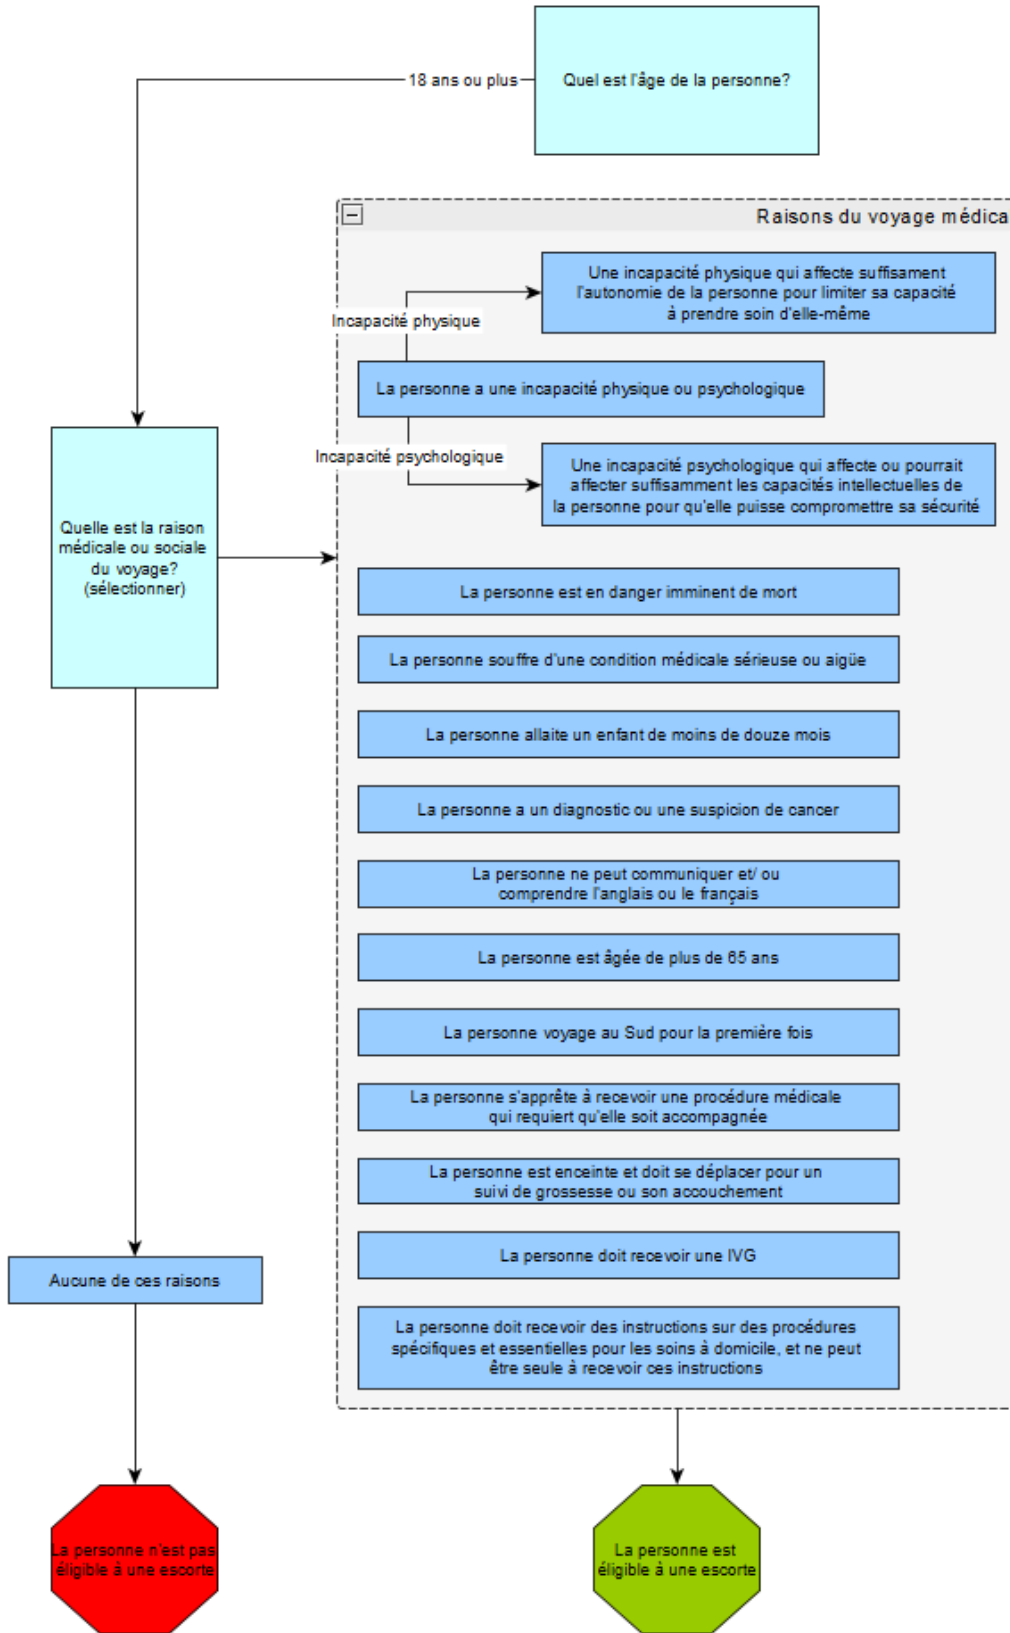 Quel est l'âge de la personne?
18 ans ou plus
Raisons du voyage médica
Une incapacité physique qui affecte suffisament
l'autonomie de la personne pour limiter sa capacité
à prendre soin d'elle-même
Incapacité physique
La personne a une incapacité physique ou psychologique
Incapacité psychologique
Une incapacité psychologique qui affecte ou pourrait
affecter suffisamment les capacités intellectuelles de
la personne pour qu'elle puisse compromettre sa sécurité
Quelle est la raison
médicale ou sociale
du voyage?
(sélectionner)
La personne est en danger imminent de mort
La personne souffre d'une condition médicale sérieuse ou aigüe
La personne allaite un enfant de moins de douze mois
La personne a un diagnostic ou une suspicion de cancer
La personne ne peut communiquer et/ ou
comprendre l'anglais ou le français
La personne est âgée de plus de 65 ans
La personne voyage au Sud pour la première fois
La personne s'apprête à recevoir une procédure médicale
qui requiert qu'elle soit accompagnée
La personne est enceinte et doit se déplacer pour un
suivi de grossesse ou son accouchement
La personne doit recevoir une IVG
Aucune de ces raisons
La personne doit recevoir des instructions sur des procédures
spécifiques et essentielles pour les soins à domicile, et ne peut
être seule à recevoir ces instructions
La personne n'est pas
éligible à une escorte
La personne est
éligible à une escorte